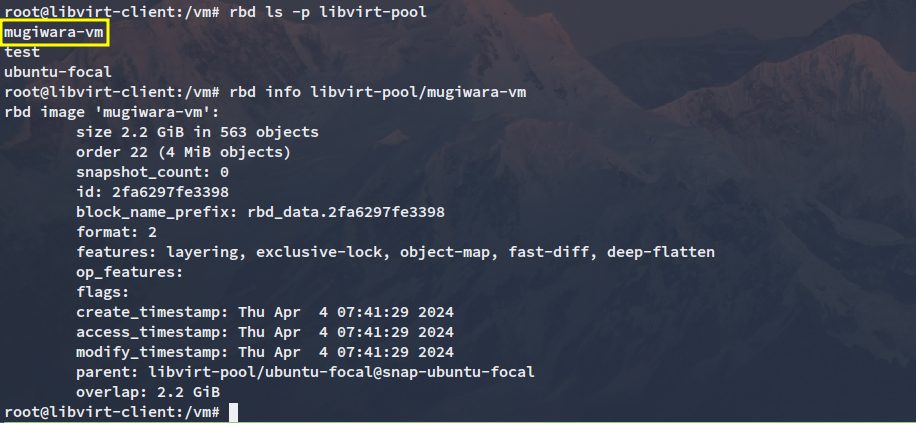 root@libvirt-client:/vm# rbd ls -p libvirt-pool
mugiwara-vm
test
ubuntu-focal
root@libvirt-client:/vm# rbd info libvirt-pool/mugiwara-vm
rbd image 'mugiwara-vm':
        size 2.2 GiB in 563 objects
        order 22 (4 MiB objects)
        snapshot_count: 0
        id: 2fa6297fe3398
        block_name_prefix: rbd_data.2fa6297fe3398
        format: 2
        features: layering, exclusive-lock, object-map, fast-diff, deep-flatten
        op_features:
        flags:
        create_timestamp: Thu Apr  4 07:41:29 2024
        access_timestamp: Thu Apr  4 07:41:29 2024
        modify_timestamp: Thu Apr  4 07:41:29 2024
        parent: libvirt-pool/ubuntu-focal@snap-ubuntu-focal
        overlap: 2.2 GiB
root@libvirt-client:/vm#